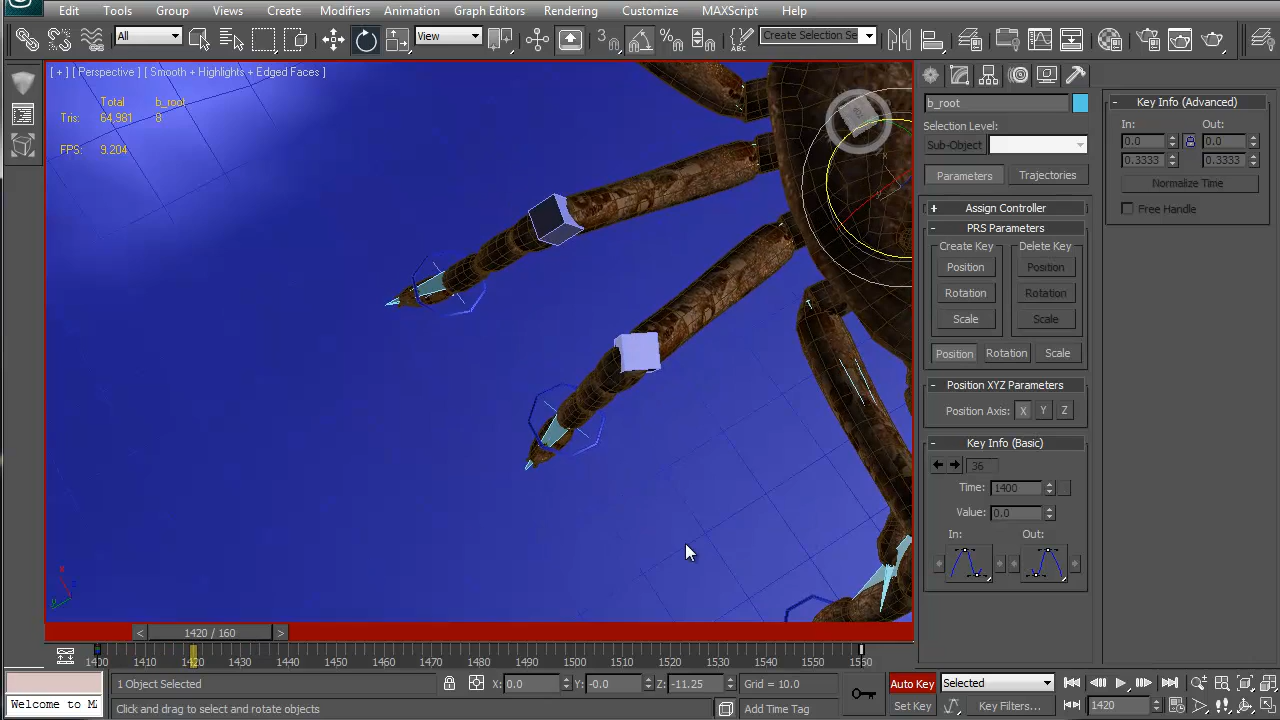 Edit Tools Group Views Create Modifiers Animation Graph Editors Rendering Customize MAXScript Help
All View Create Selection Se
[ + ] [ Perspective ] [ Smooth + Highlights + Edged Faces ]
Total b_root
Tris: 64,981 8
FPS: 9.204
b_root
Selection Level:
Sub-Object
Parameters Trajectories
+ Assign Controller
- PRS Parameters
Create Key Delete Key
Position Position
Rotation Rotation
Scale Scale
Position Rotation Scale
- Position XYZ Parameters
Position Axis: X Y Z
- Key Info (Basic)
36
Time: 1400
Value: 0.0
In: Out:
- Key Info (Advanced)
In: Out:
0.0 0.0
0.3333 0.3333
Normalize Time
Free Handle
< 1420 / 160 >
1400 1410 1420 1430 1440 1450 1460 1470 1480 1490 1500 1510 1520 1530 1540 1550 1560
1 Object Selected X: 0.0 Y: -0.0 Z: -11.25 Grid = 10.0 Auto Key Selected
Welcome to MA Click and drag to select and rotate objects Add Time Tag Set Key Key Filters... 1420